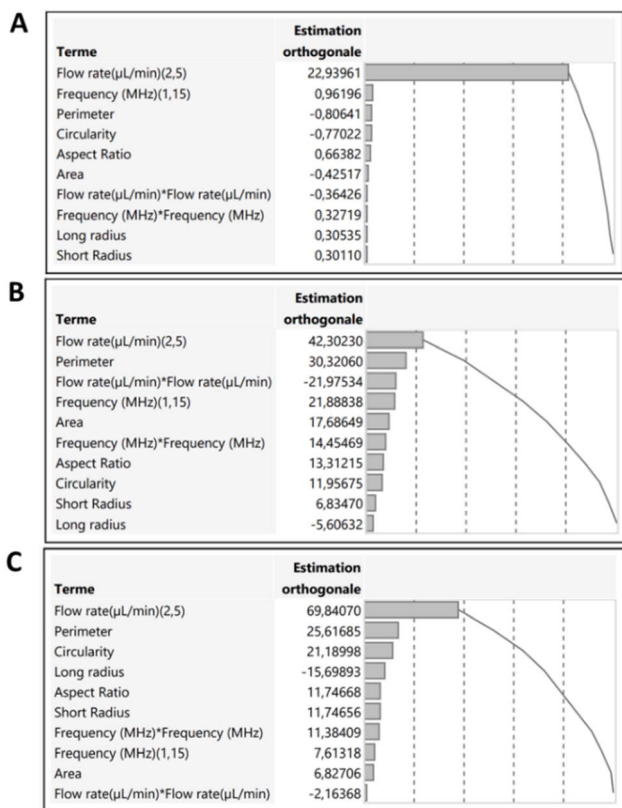 A
Estimation
Terme orthogonale
Flow rate(µL/min)(2,5) 22,93961
Frequency (MHz)(1,15) 0,96196
Perimeter -0,80641
Circularity -0,77022
Aspect Ratio 0,66382
Area -0,42517
Flow rate(µL/min)*Flow rate(µL/min) -0,36426
Frequency (MHz)*Frequency (MHz) 0,32719
Long radius 0,30535
Short Radius 0,30110
B
Estimation
Terme orthogonale
Flow rate(µL/min)(2,5) 42,30230
Perimeter 30,32060
Flow rate(µL/min)*Flow rate(µL/min) -21,97534
Frequency (MHz)(1,15) 21,88838
Area 17,68649
Frequency (MHz)*Frequency (MHz) 14,45469
Aspect Ratio 13,31215
Circularity 11,95675
Short Radius 6,83470
Long radius -5,60632
C
Estimation
Terme orthogonale
Flow rate(µL/min)(2,5) 69,84070
Perimeter 25,61685
Circularity 21,18998
Long radius -15,69893
Aspect Ratio 11,74668
Short Radius 11,74656
Frequency (MHz)*Frequency (MHz) 11,38409
Frequency (MHz)(1,15) 7,61318
Area 6,82706
Flow rate(µL/min)*Flow rate(µL/min) -2,16368